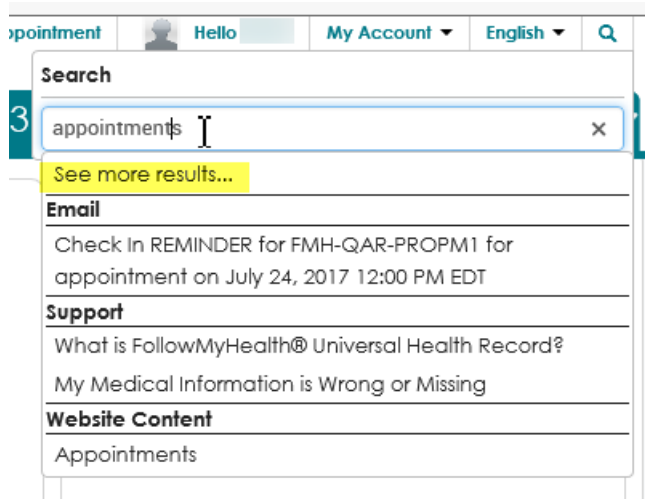 ppointment Hello My Account English
Search
3
appointments
See more results...
Email
Check In REMINDER for FMH-QAR-PROPM1 for
appointment on July 24, 2017 12:00 PM EDT
Support
What is FollowMyHealth® Universal Health Record?
My Medical Information is Wrong or Missing
Website Content
Appointments